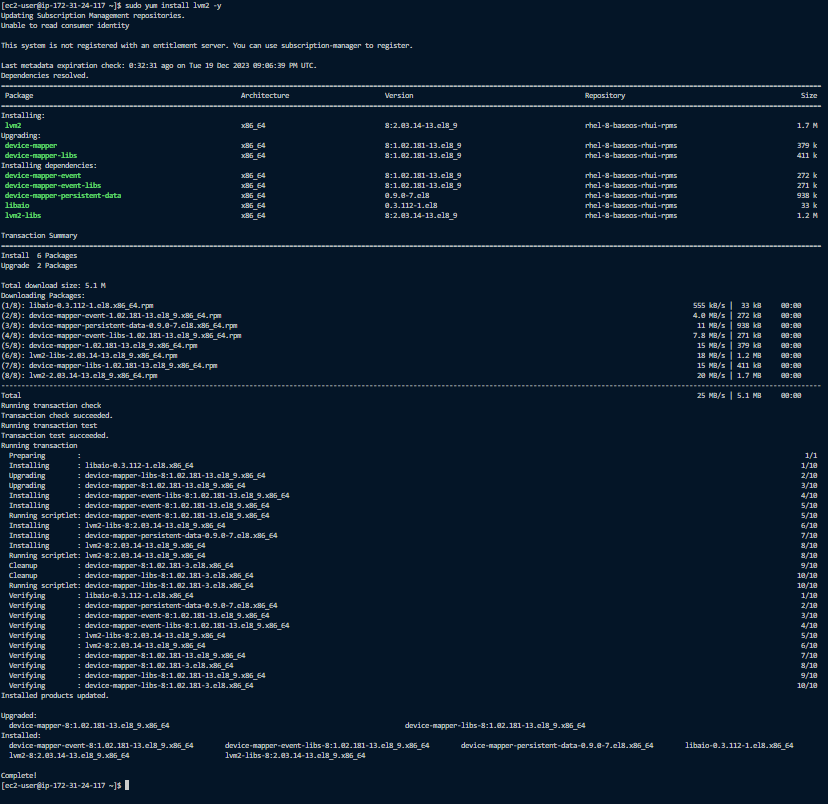 [ec2-user@ip-172-31-24-117 ~]$ sudo yum install lvm2 -y
Updating Subscription Management repositories.
Unable to read consumer identity
This system is not registered with an entitlement server. You can use subscription-manager to register.
Last metadata expiration check: 0:32:31 ago on Tue 19 Dec 2023 09:06:39 PM UTC.
Dependencies resolved.
Package Architecture Version Repository Size
Installing:
lvm2 x86_64 8:2.03.14-13.el8_9 rhel-8-baseos-rhui-rpms 1.7 M
Upgrading:
device-mapper x86_64 8:1.02.181-13.el8_9 rhel-8-baseos-rhui-rpms 379 k
device-mapper-libs x86_64 8:1.02.181-13.el8_9 rhel-8-baseos-rhui-rpms 411 k
Installing dependencies:
device-mapper-event x86_64 8:1.02.181-13.el8_9 rhel-8-baseos-rhui-rpms 272 k
device-mapper-event-libs x86_64 8:1.02.181-13.el8_9 rhel-8-baseos-rhui-rpms 271 k
device-mapper-persistent-data x86_64 0.9.0-7.el8 rhel-8-baseos-rhui-rpms 938 k
libaio x86_64 0.3.112-1.el8 rhel-8-baseos-rhui-rpms 33 k
lvm2-libs x86_64 8:2.03.14-13.el8_9 rhel-8-baseos-rhui-rpms 1.2 M
Transaction Summary
Install 6 Packages
Upgrade 2 Packages
Total download size: 5.1 M
Downloading Packages:
(1/8): libaio-0.3.112-1.el8.x86_64.rpm 555 kB/s | 33 kB 00:00
(2/8): device-mapper-event-1.02.181-13.el8_9.x86_64.rpm 4.0 MB/s | 272 kB 00:00
(3/8): device-mapper-persistent-data-0.9.0-7.el8.x86_64.rpm 11 MB/s | 938 kB 00:00
(4/8): device-mapper-event-libs-1.02.181-13.el8_9.x86_64.rpm 7.8 MB/s | 271 kB 00:00
(5/8): device-mapper-1.02.181-13.el8_9.x86_64.rpm 15 MB/s | 379 kB 00:00
(6/8): lvm2-libs-2.03.14-13.el8_9.x86_64.rpm 18 MB/s | 1.2 MB 00:00
(7/8): device-mapper-libs-1.02.181-13.el8_9.x86_64.rpm 15 MB/s | 411 kB 00:00
(8/8): lvm2-2.03.14-13.el8_9.x86_64.rpm 20 MB/s | 1.7 MB 00:00
Total 25 MB/s | 5.1 MB 00:00
Running transaction check
Transaction check succeeded.
Running transaction test
Transaction test succeeded.
Running transaction
Preparing : 1/1
Installing : libaio-0.3.112-1.el8.x86_64 1/10
Upgrading : device-mapper-libs-8:1.02.181-13.el8_9.x86_64 2/10
Upgrading : device-mapper-8:1.02.181-13.el8_9.x86_64 3/10
Installing : device-mapper-event-libs-8:1.02.181-13.el8_9.x86_64 4/10
Installing : device-mapper-event-8:1.02.181-13.el8_9.x86_64 5/10
Running scriptlet: device-mapper-event-8:1.02.181-13.el8_9.x86_64 5/10
Installing : lvm2-libs-8:2.03.14-13.el8_9.x86_64 6/10
Installing : device-mapper-persistent-data-0.9.0-7.el8.x86_64 7/10
Installing : lvm2-8:2.03.14-13.el8_9.x86_64 8/10
Running scriptlet: lvm2-8:2.03.14-13.el8_9.x86_64 8/10
Cleanup : device-mapper-8:1.02.181-3.el8.x86_64 9/10
Cleanup : device-mapper-libs-8:1.02.181-3.el8.x86_64 10/10
Running scriptlet: device-mapper-libs-8:1.02.181-3.el8.x86_64 10/10
Verifying : libaio-0.3.112-1.el8.x86_64 1/10
Verifying : device-mapper-persistent-data-0.9.0-7.el8.x86_64 2/10
Verifying : device-mapper-event-8:1.02.181-13.el8_9.x86_64 3/10
Verifying : device-mapper-event-libs-8:1.02.181-13.el8_9.x86_64 4/10
Verifying : lvm2-libs-8:2.03.14-13.el8_9.x86_64 5/10
Verifying : lvm2-8:2.03.14-13.el8_9.x86_64 6/10
Verifying : device-mapper-8:1.02.181-13.el8_9.x86_64 7/10
Verifying : device-mapper-8:1.02.181-3.el8.x86_64 8/10
Verifying : device-mapper-libs-8:1.02.181-13.el8_9.x86_64 9/10
Verifying : device-mapper-libs-8:1.02.181-3.el8.x86_64 10/10
Installed products updated.
Upgraded:
device-mapper-8:1.02.181-13.el8_9.x86_64 device-mapper-libs-8:1.02.181-13.el8_9.x86_64
Installed:
device-mapper-event-8:1.02.181-13.el8_9.x86_64 device-mapper-event-libs-8:1.02.181-13.el8_9.x86_64 device-mapper-persistent-data-0.9.0-7.el8.x86_64 libaio-0.3.112-1.el8.x86_64
lvm2-8:2.03.14-13.el8_9.x86_64 lvm2-libs-8:2.03.14-13.el8_9.x86_64
Complete!
[ec2-user@ip-172-31-24-117 ~]$